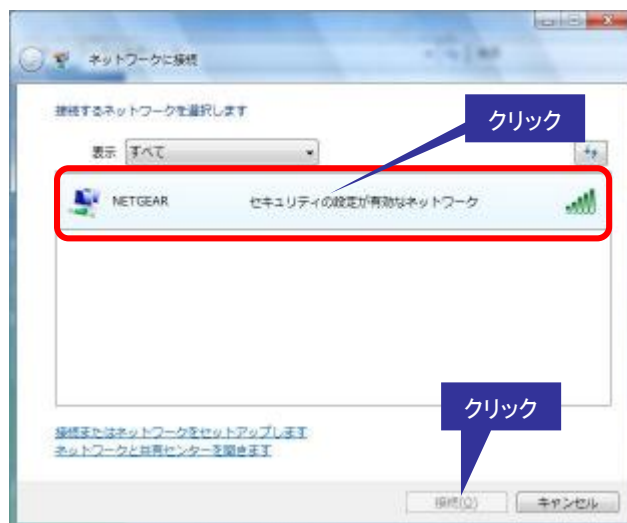 ネットワークに接続
接続するネットワークを選択します
クリック
表示 すべて
NETGEAR セキュリティの設定が有効なネットワーク
クリック
接続またはネットワークをセットアップします
ネットワークと共有センターを開きます
接続(O) キャンセル